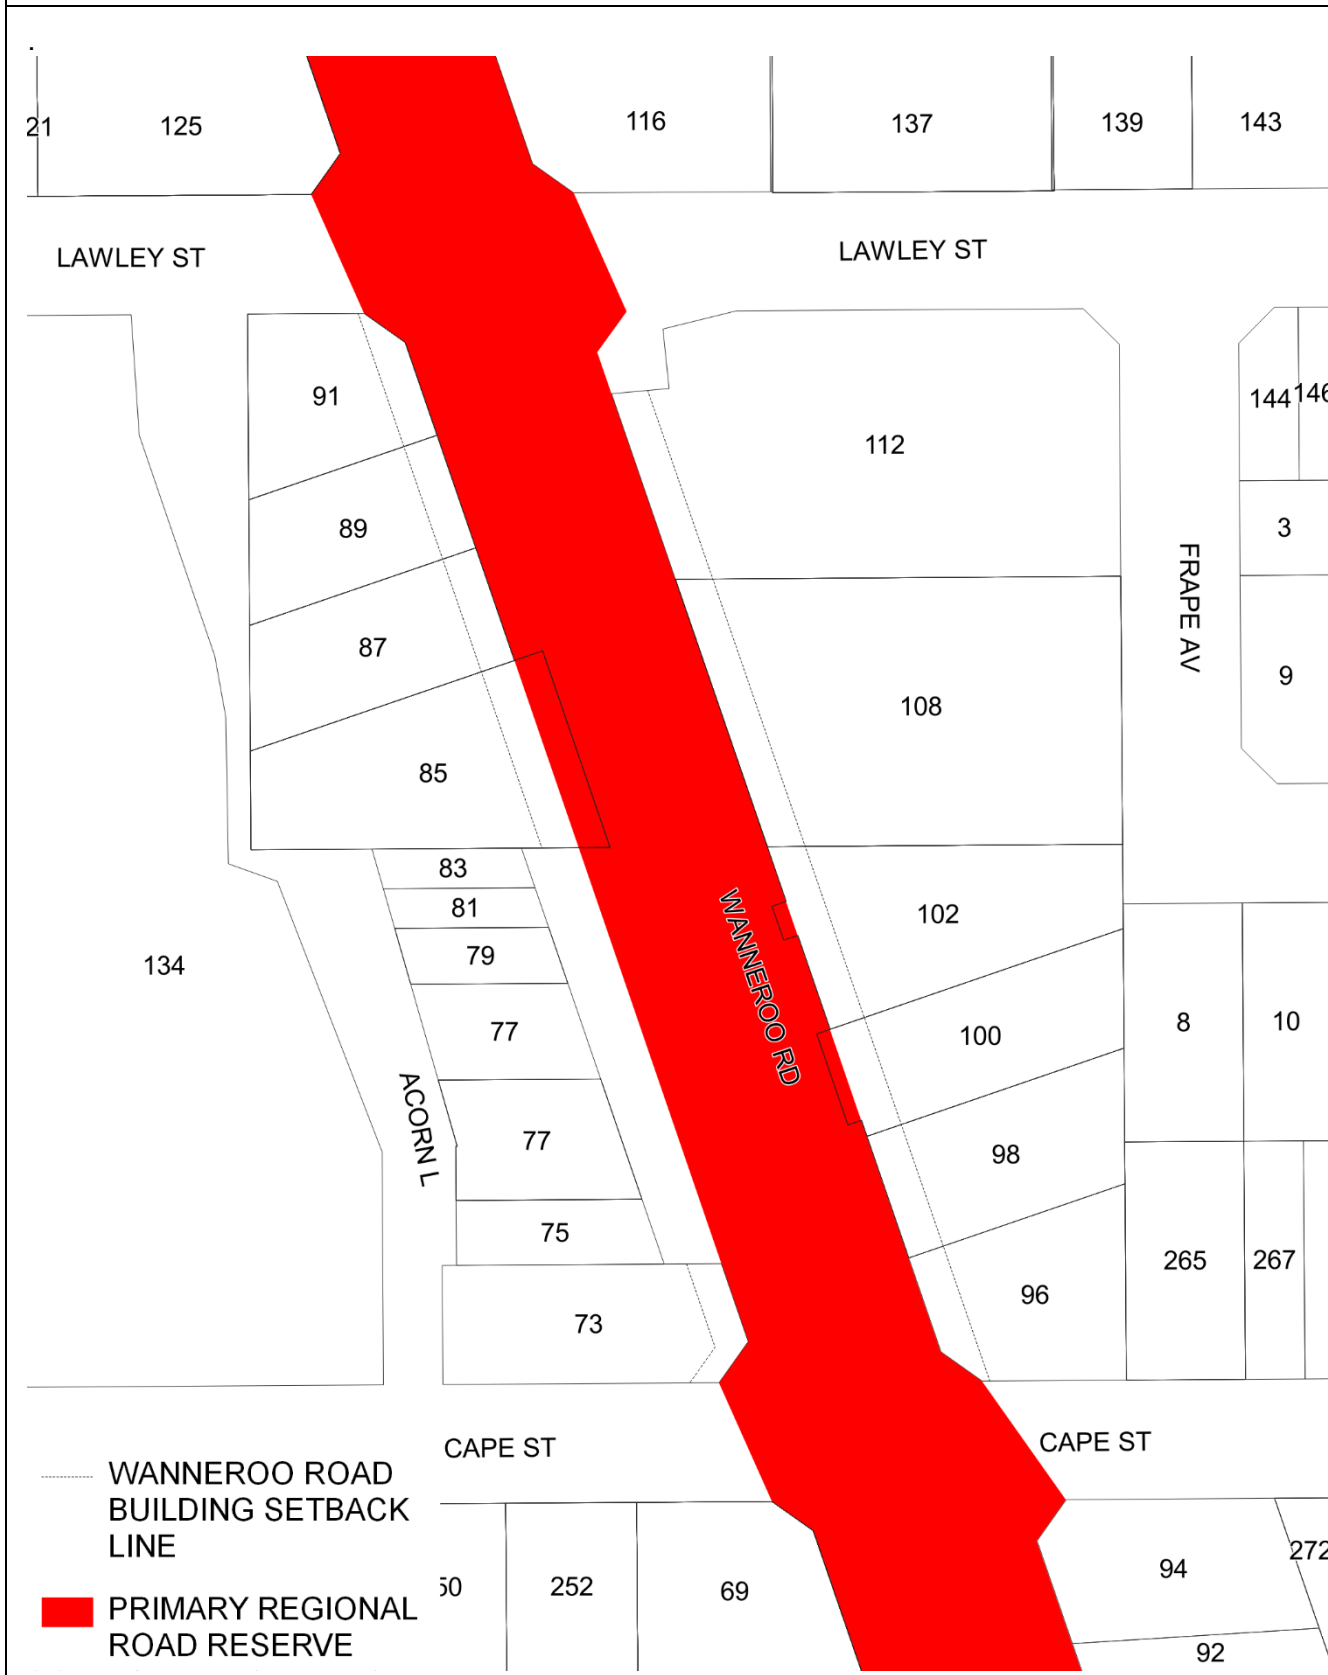 21 125 116 137 139 143
LAWLEY ST LAWLEY ST
91 112 144 146
89 3
87 FRAPE AV
108 9
85
83
81 102
79
134
77 WANNEROO RD 100 8 10
ACORN L
77 98
75
265 267
73 96
CAPE ST CAPE ST
WANNEROO ROAD
BUILDING SETBACK
LINE
PRIMARY REGIONAL
ROAD RESERVE
50 252 69 94 272
92